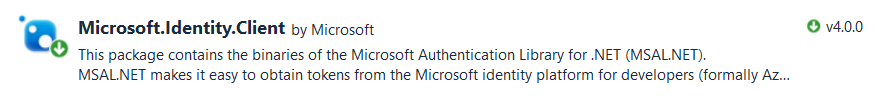 Microsoft.Identity.Client by Microsoft v4.0.0
This package contains the binaries of the Microsoft Authentication Library for .NET (MSAL.NET).
MSAL.NET makes it easy to obtain tokens from the Microsoft identity platform for developers (formally Az...